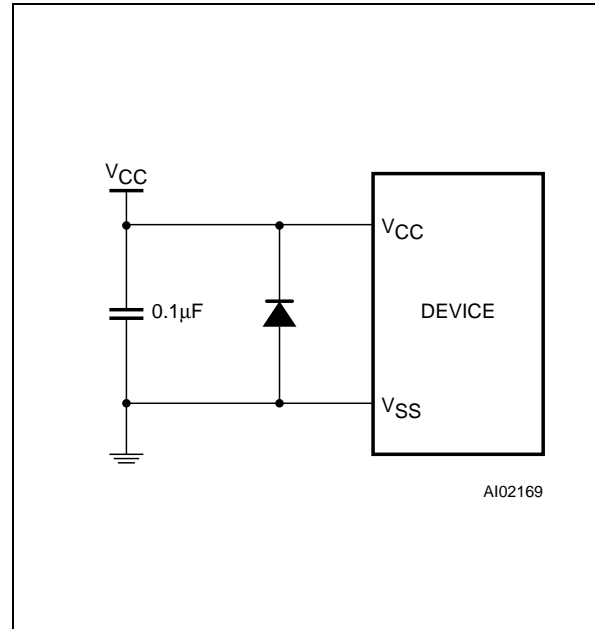 VCC
VCC
0.1μF
DEVICE
VSS
AI02169